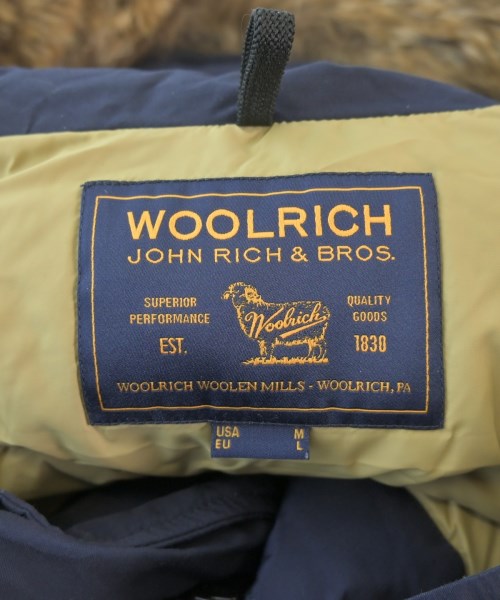 WOOLRICH
JOHN RICH & BROS.
SUPERIOR PERFORMANCE
Woolrich
QUALITY GOODS
EST.
1830
WOOLRICH WOOLEN MILLS - WOOLRICH, PA
USA M
EU L